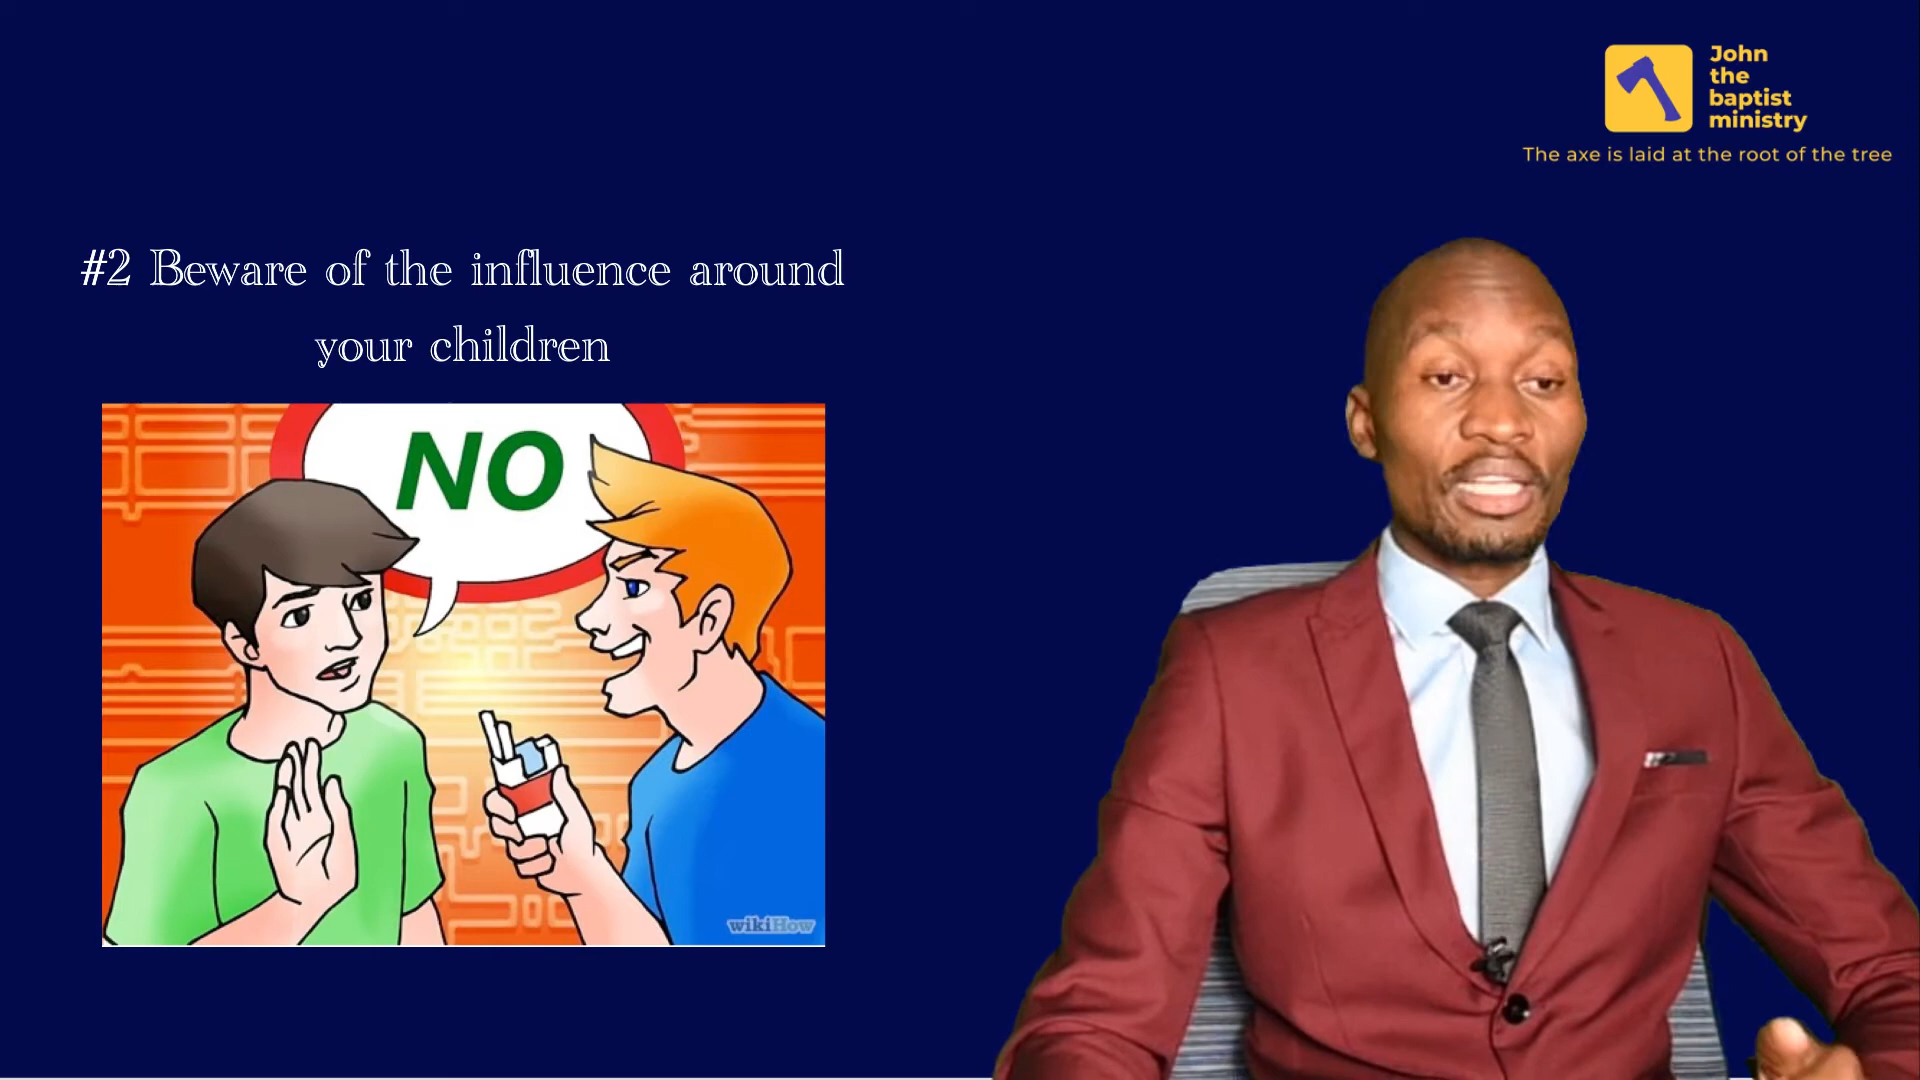 John
the
baptist
ministry
The axe is laid at the root of the tree
#2 Beware of the influence around
your children
NO
wikiHow